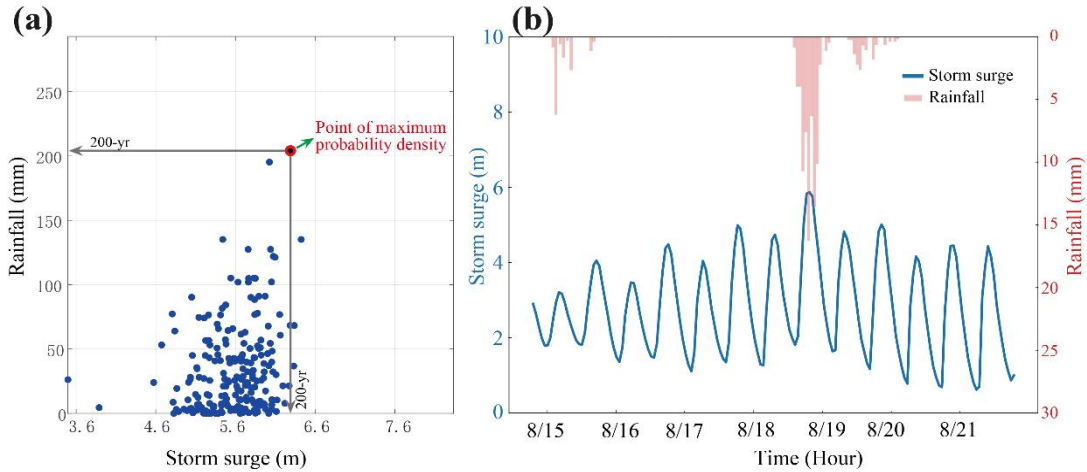 (a)
Rainfall (mm)
250
200
150
100
50
0
200-yr
Point of maximum
probability density
200-yr
3.6
4.6
5.6
6.6
7.6
Storm surge (m)
(b)
Storm surge (m)
10
8
6
4
2
0
Storm surge
Rainfall
0
5
10
15
20
25
30
Rainfall (mm)
8/15
8/16
8/17
8/18
8/19
8/20
8/21
Time (Hour)